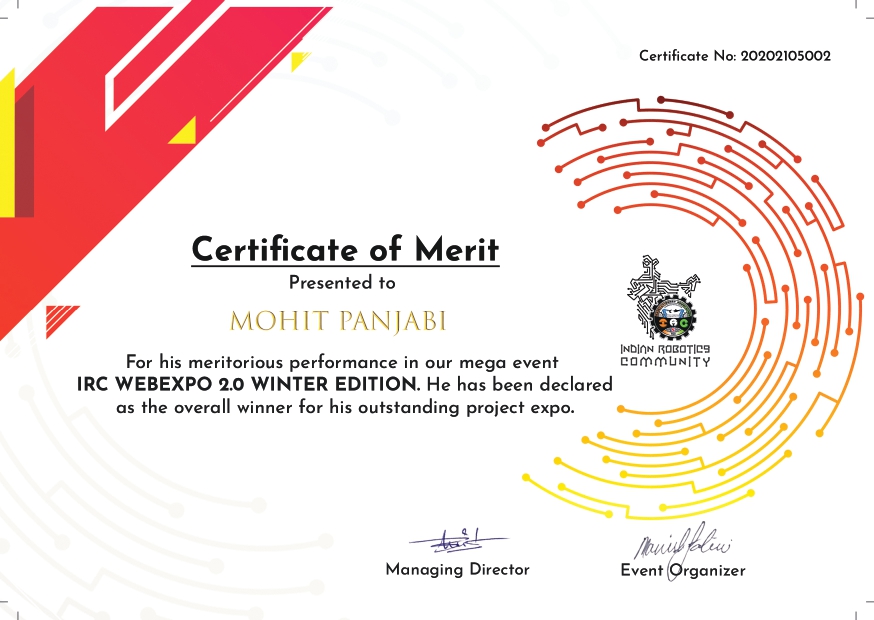 Certificate No: 20202105002
Certificate of Merit
Presented to
MOHIT PANJABI
For his meritorious performance in our mega event
IRC WEBEXPO 2.0 WINTER EDITION. He has been declared
as the overall winner for his outstanding project expo.
INDIAN ROBOTICS
COMMUNITY
Managing Director
Event Organizer